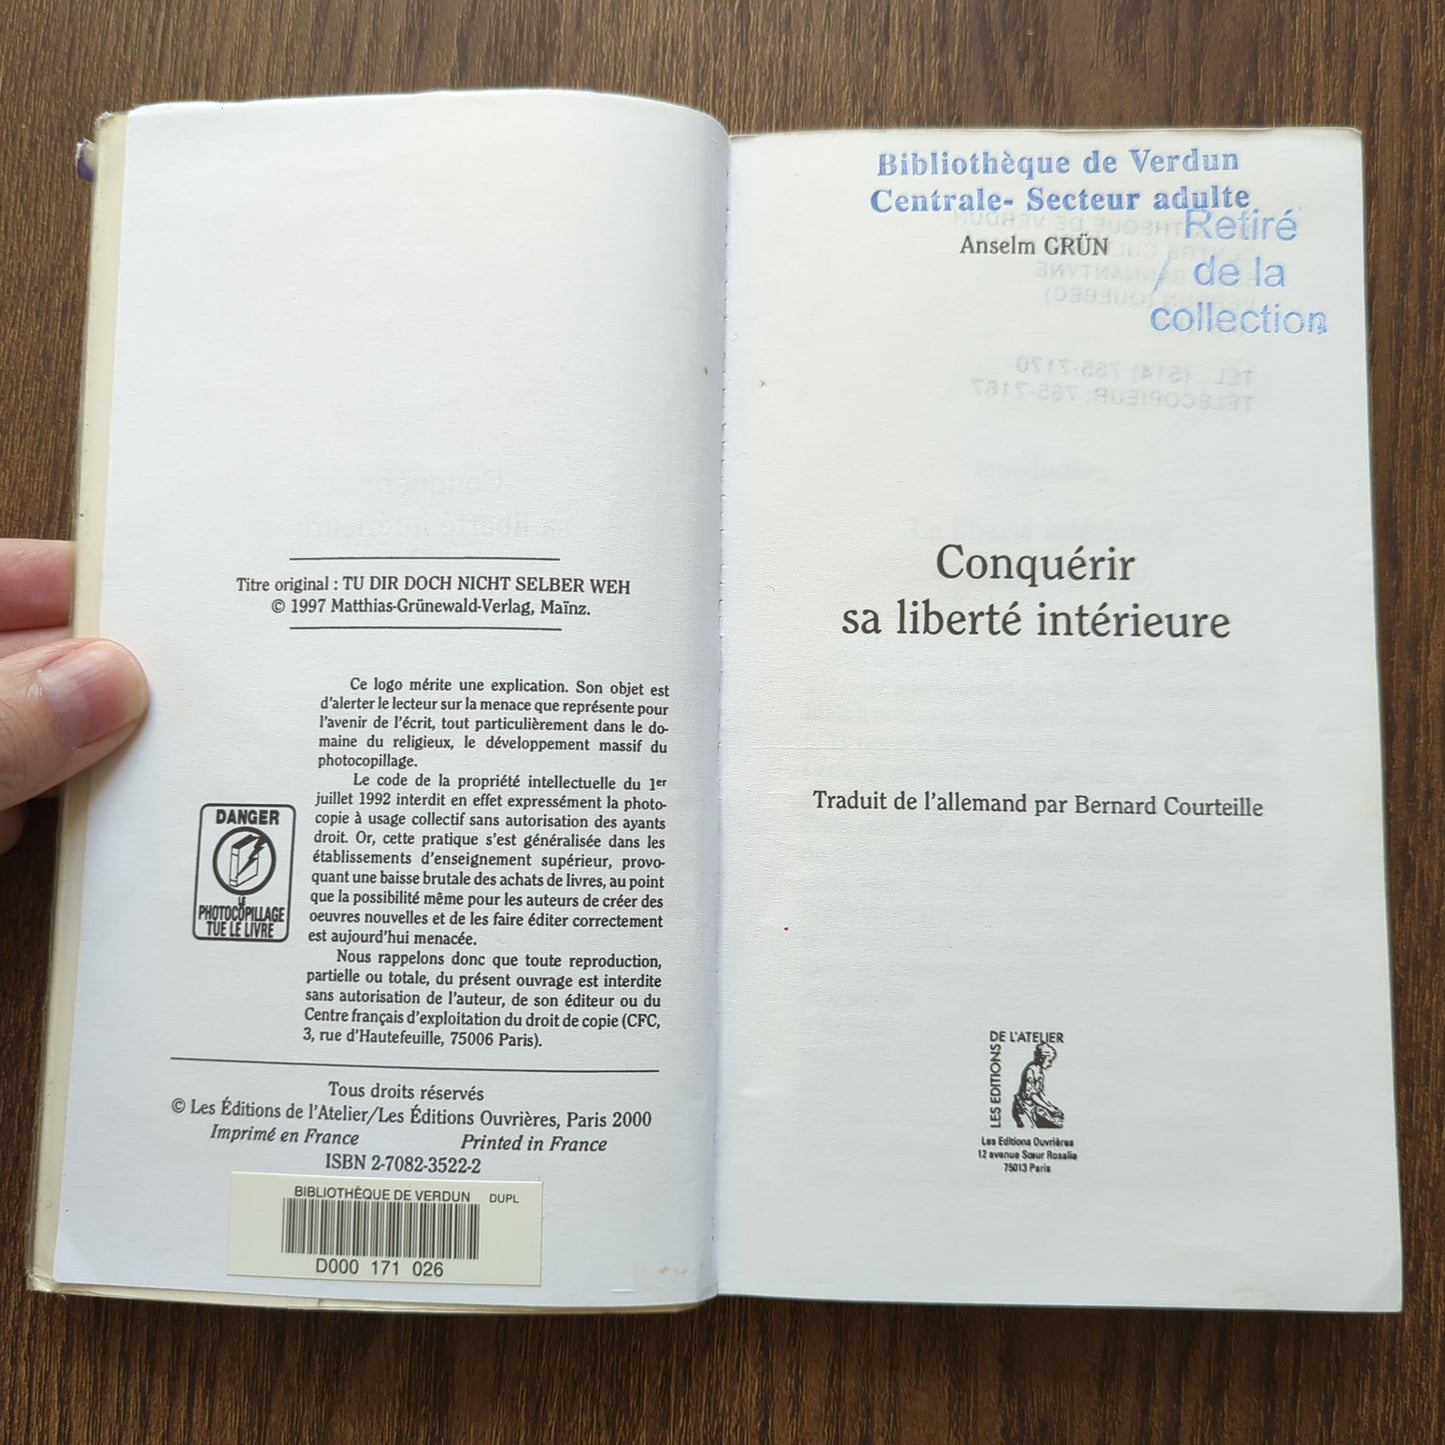 Titre original : TU DIR DOCH NICHT SELBER WEH
© 1997 Matthias-Grünewald-Verlag, Maïnz.
Ce logo mérite une explication. Son objet est
d'alerter le lecteur sur la menace que représente pour
l'avenir de l'écrit, tout particulièrement dans le do-
maine du religieux, le développement massif du
photocopillage.
Le code de la propriété intellectuelle du 1er
juillet 1992 interdit en effet expressément la photo-
copie à usage collectif sans autorisation des ayants
droit. Or, cette pratique s'est généralisée dans les
établissements d'enseignement supérieur, provo-
quant une baisse brutale des achats de livres, au point
que la possibilité même pour les auteurs de créer des
oeuvres nouvelles et de les faire éditer correctement
est aujourd'hui menacée.
Nous rappelons donc que toute reproduction,
partielle ou totale, du présent ouvrage est interdite
sans autorisation de l'auteur, de son éditeur ou du
Centre français d'exploitation du droit de copie (CFC,
3, rue d'Hautefeuille, 75006 Paris).
DANGER
LE
PHOTOCOPILLAGE
TUE LE LIVRE
Tous droits réservés
© Les Éditions de l'Atelier/Les Éditions Ouvrières, Paris 2000
Imprimé en France Printed in France
ISBN 2-7082-3522-2
BIBLIOTHÈQUE DE VERDUN DUPL
D000 171 026
Bibliothèque de Verdun
Centrale- Secteur adulte
Retiré
de la
collection
Anselm GRÜN
TÉL.. (514) 765-7170
TÉLÉCOPIEUR: 765-7167
Conquérir
sa liberté intérieure
Traduit de l'allemand par Bernard Courteille
LES EDITIONS
DE L'ATELIER
Les Editions Ouvrières
12 avenue Sœur Rosalie
75013 Paris